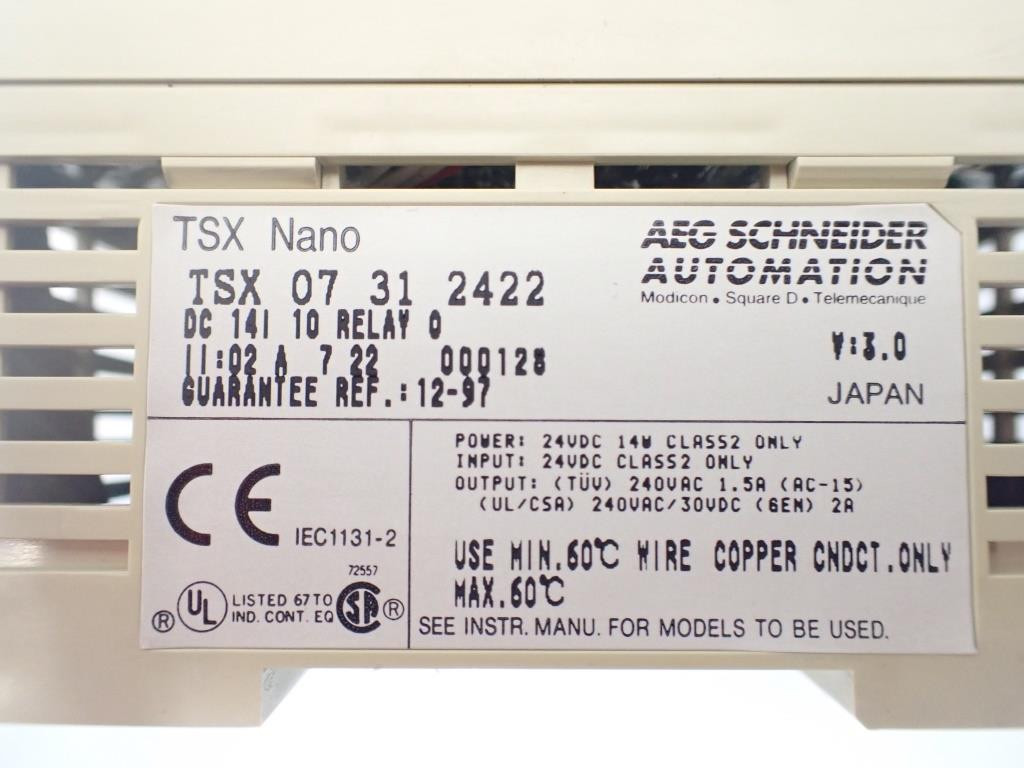 TSX Nano
AEG SCHNEIDER
AUTOMATION
Modicon • Square D • Telemecanique
TSX 07 31 2422
DC 14I 10 RELAY O
11:02 A 7 22 000128
V:3.0
GUARANTEE REF.:12-97
JAPAN
CE
IEC1131-2
72557
® UL LISTED 67TO
IND. CONT. EQ
SA ®
POWER: 24VDC 14W CLASS2 ONLY
INPUT: 24VDC CLASS2 ONLY
OUTPUT: (TÜV) 240VAC 1.5A (AC-15)
(UL/CSA) 240VAC/30VDC (GEN) 2A
USE MIN.60℃ WIRE COPPER CNDCT.ONLY
MAX.60℃
SEE INSTR. MANU. FOR MODELS TO BE USED.